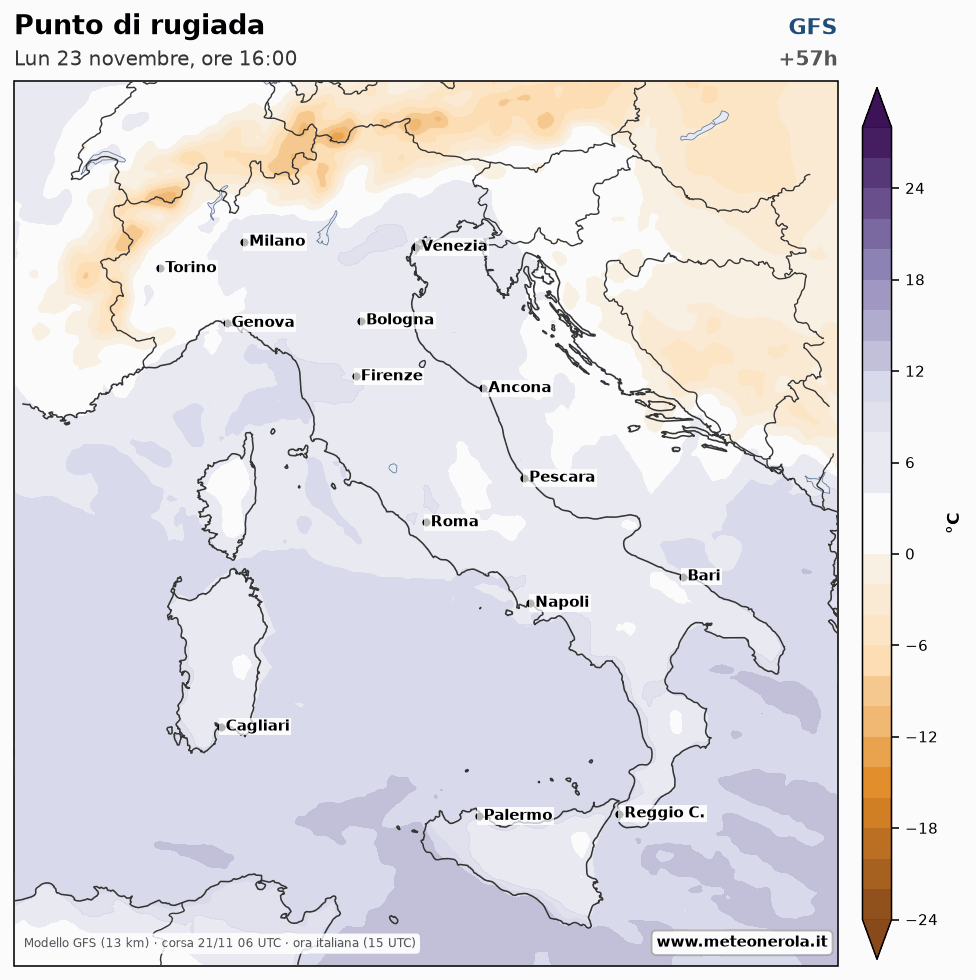 Punto di rugiada
GFS
Lun 23 novembre, ore 16:00
+57h
Milano
Venezia
Torino
Genova
Bologna
Firenze
Ancona
Pescara
Roma
Bari
Napoli
Cagliari
Palermo
Reggio C.
24
18
12
6
0
−6
−12
−18
−24
°C
Modello GFS (13 km) · corsa 21/11 06 UTC · ora italiana (15 UTC)
www.meteonerola.it